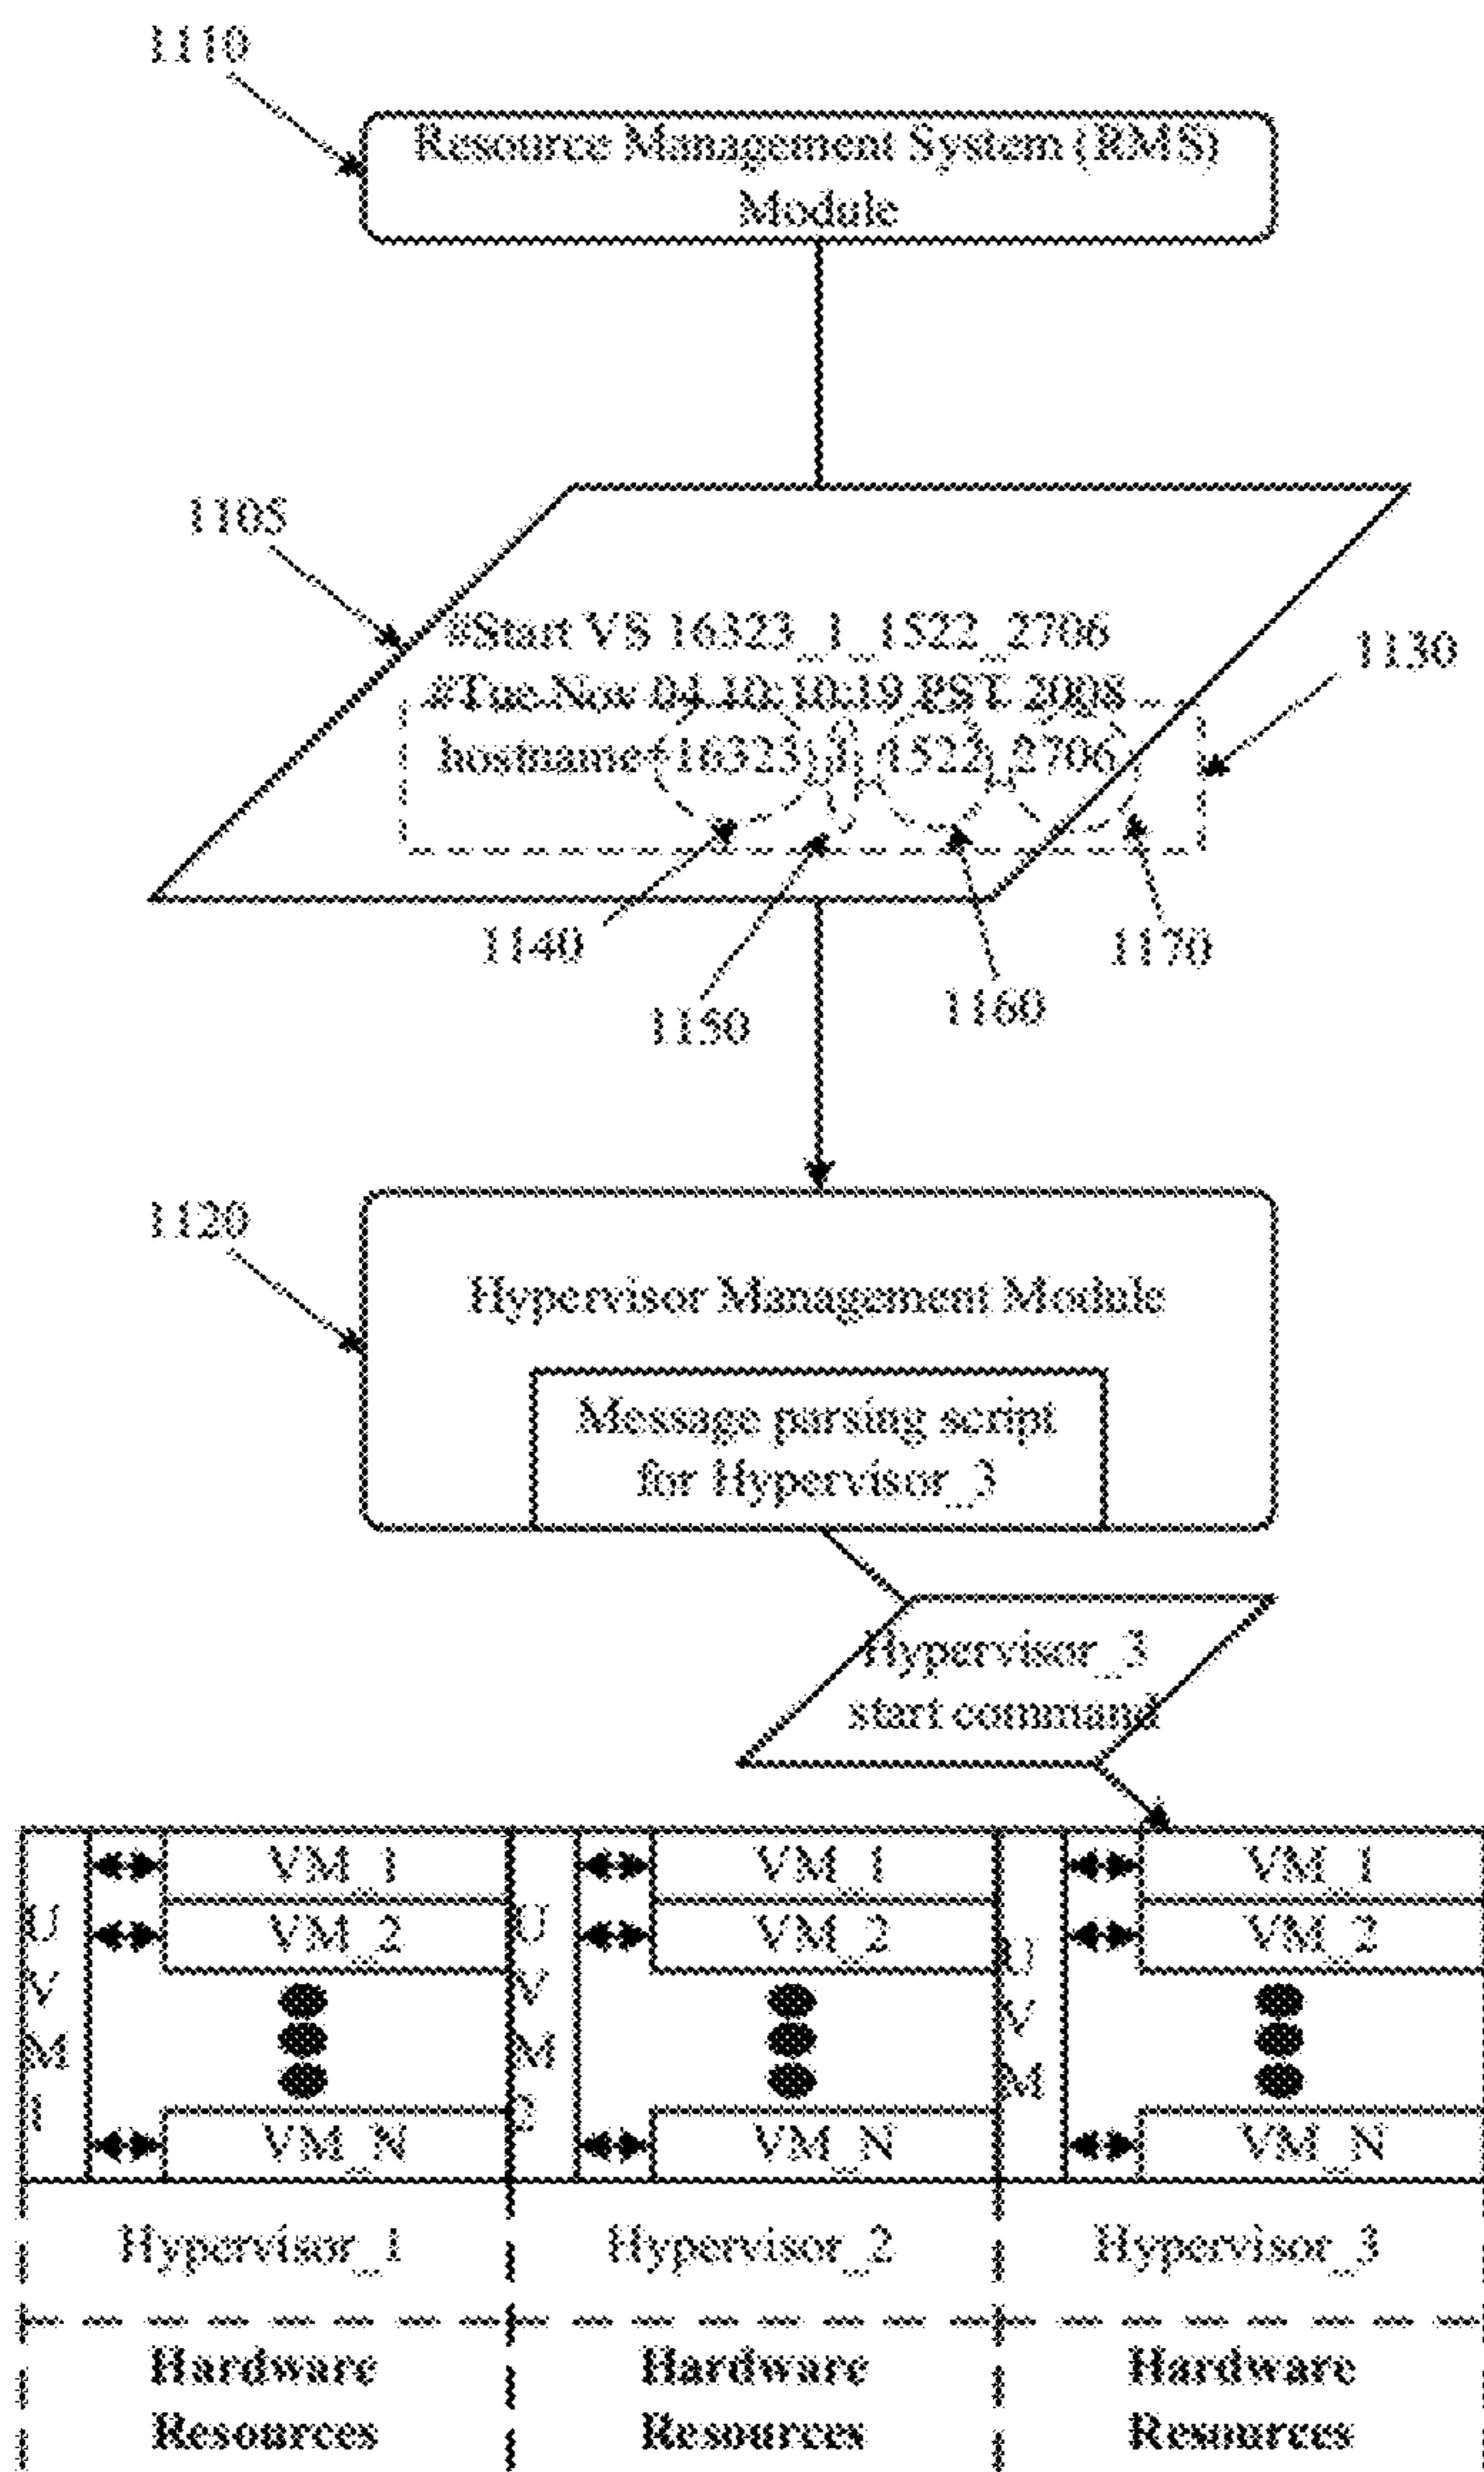 1110
Resource Management System (RMS)
Module
1105
#Start VS 16323_1_1522_2706
#Tue Nov 04 10:10:19 PST 2008
1130
hostname=16323_1_1522_2706
1140
1170
1160
1150
1120
Hypervisor Management Module
Message parsing script
for Hypervisor_3
Hypervisor_3
start command
VM_1 VM_1 VM_1
U U VM_2 VM_2 VM_2
U
V V
V
M M
M
1
VM_N VM_N VM_N
Hypervisor_1 Hypervisor_2 Hypervisor_3
Hardware Hardware Hardware
Resources Resources Resources